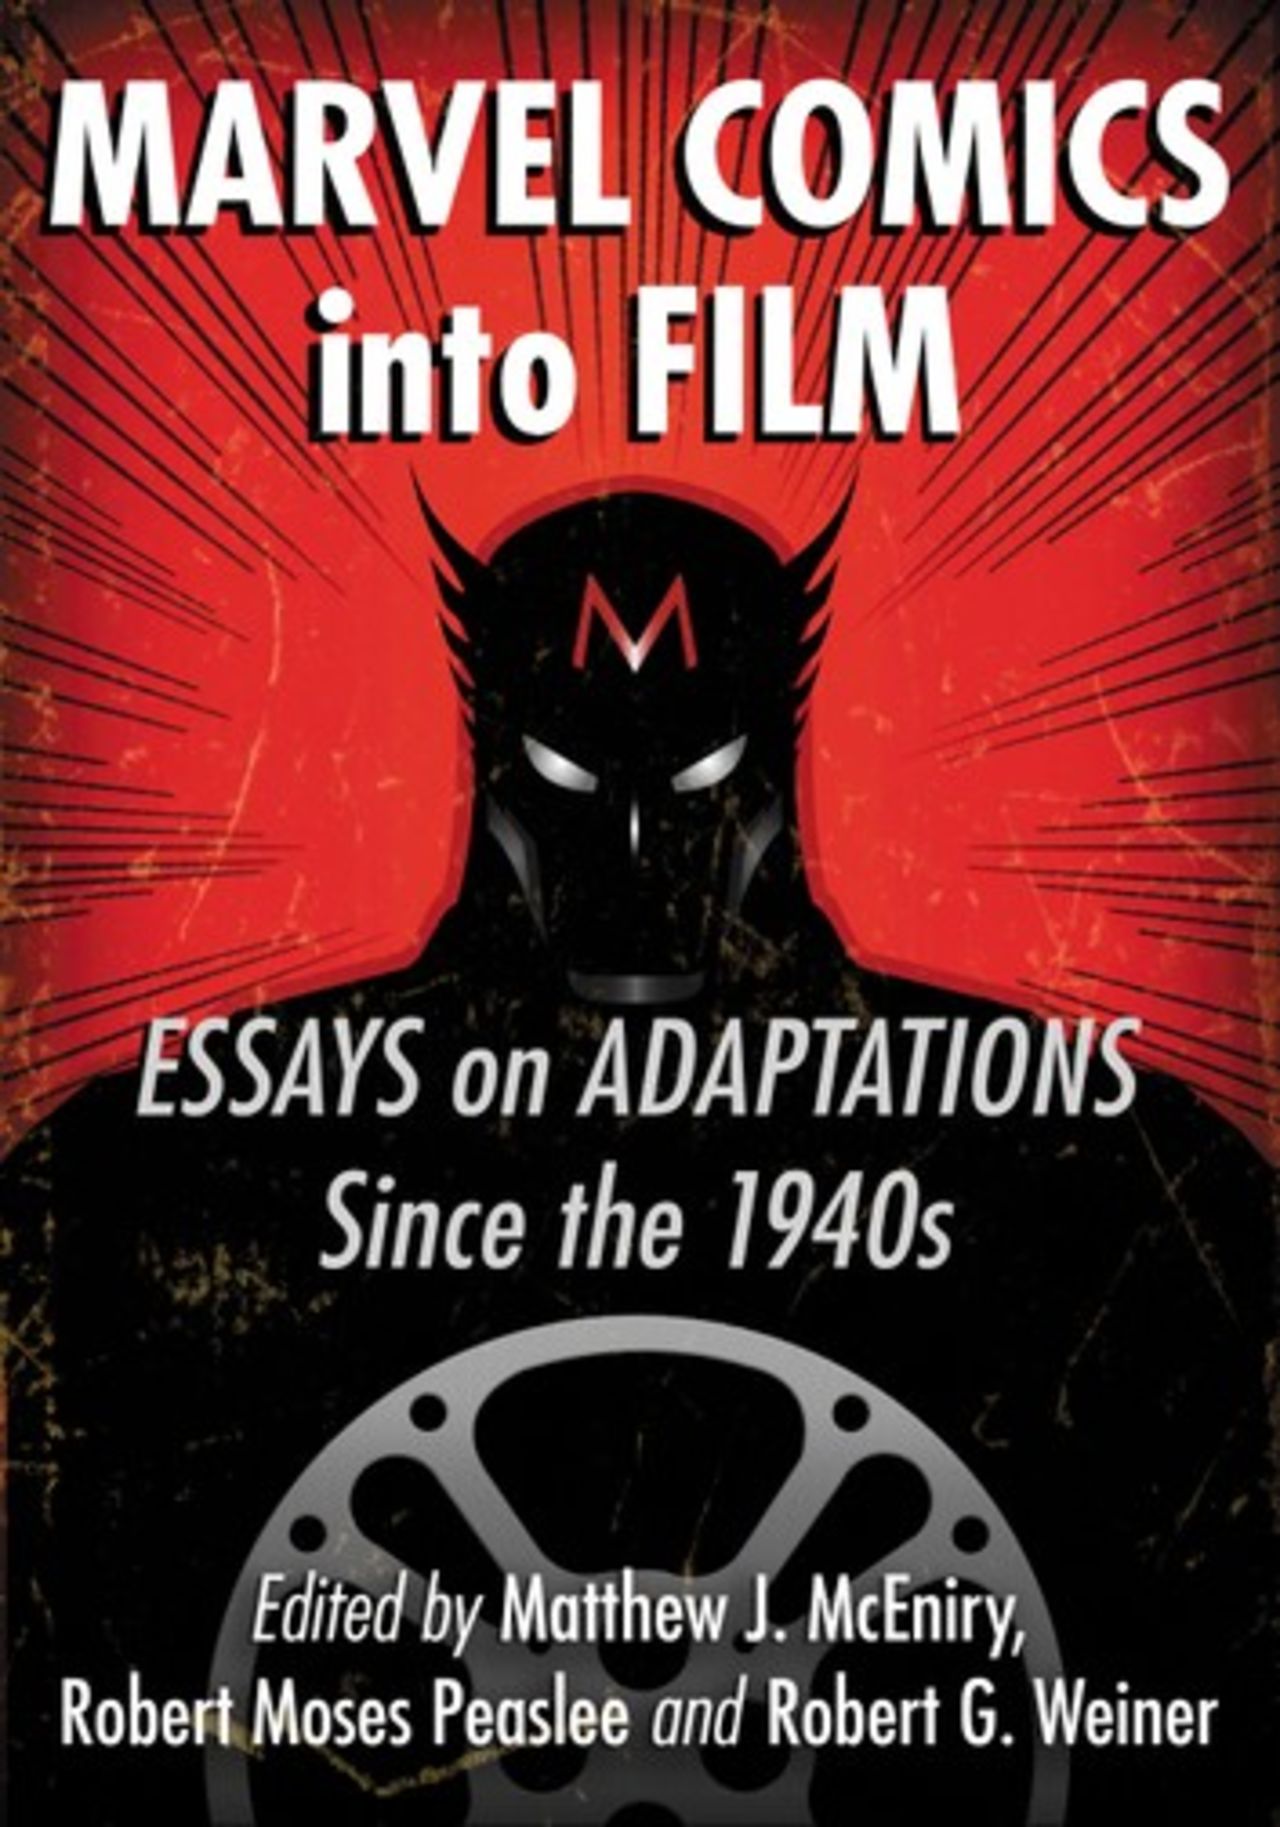 MARVEL COMICS
into FILM
M
ESSAYS on ADAPTATIONS
Since the 1940s
Edited by Matthew J. McEniry,
Robert Moses Peaslee and Robert G. Weiner